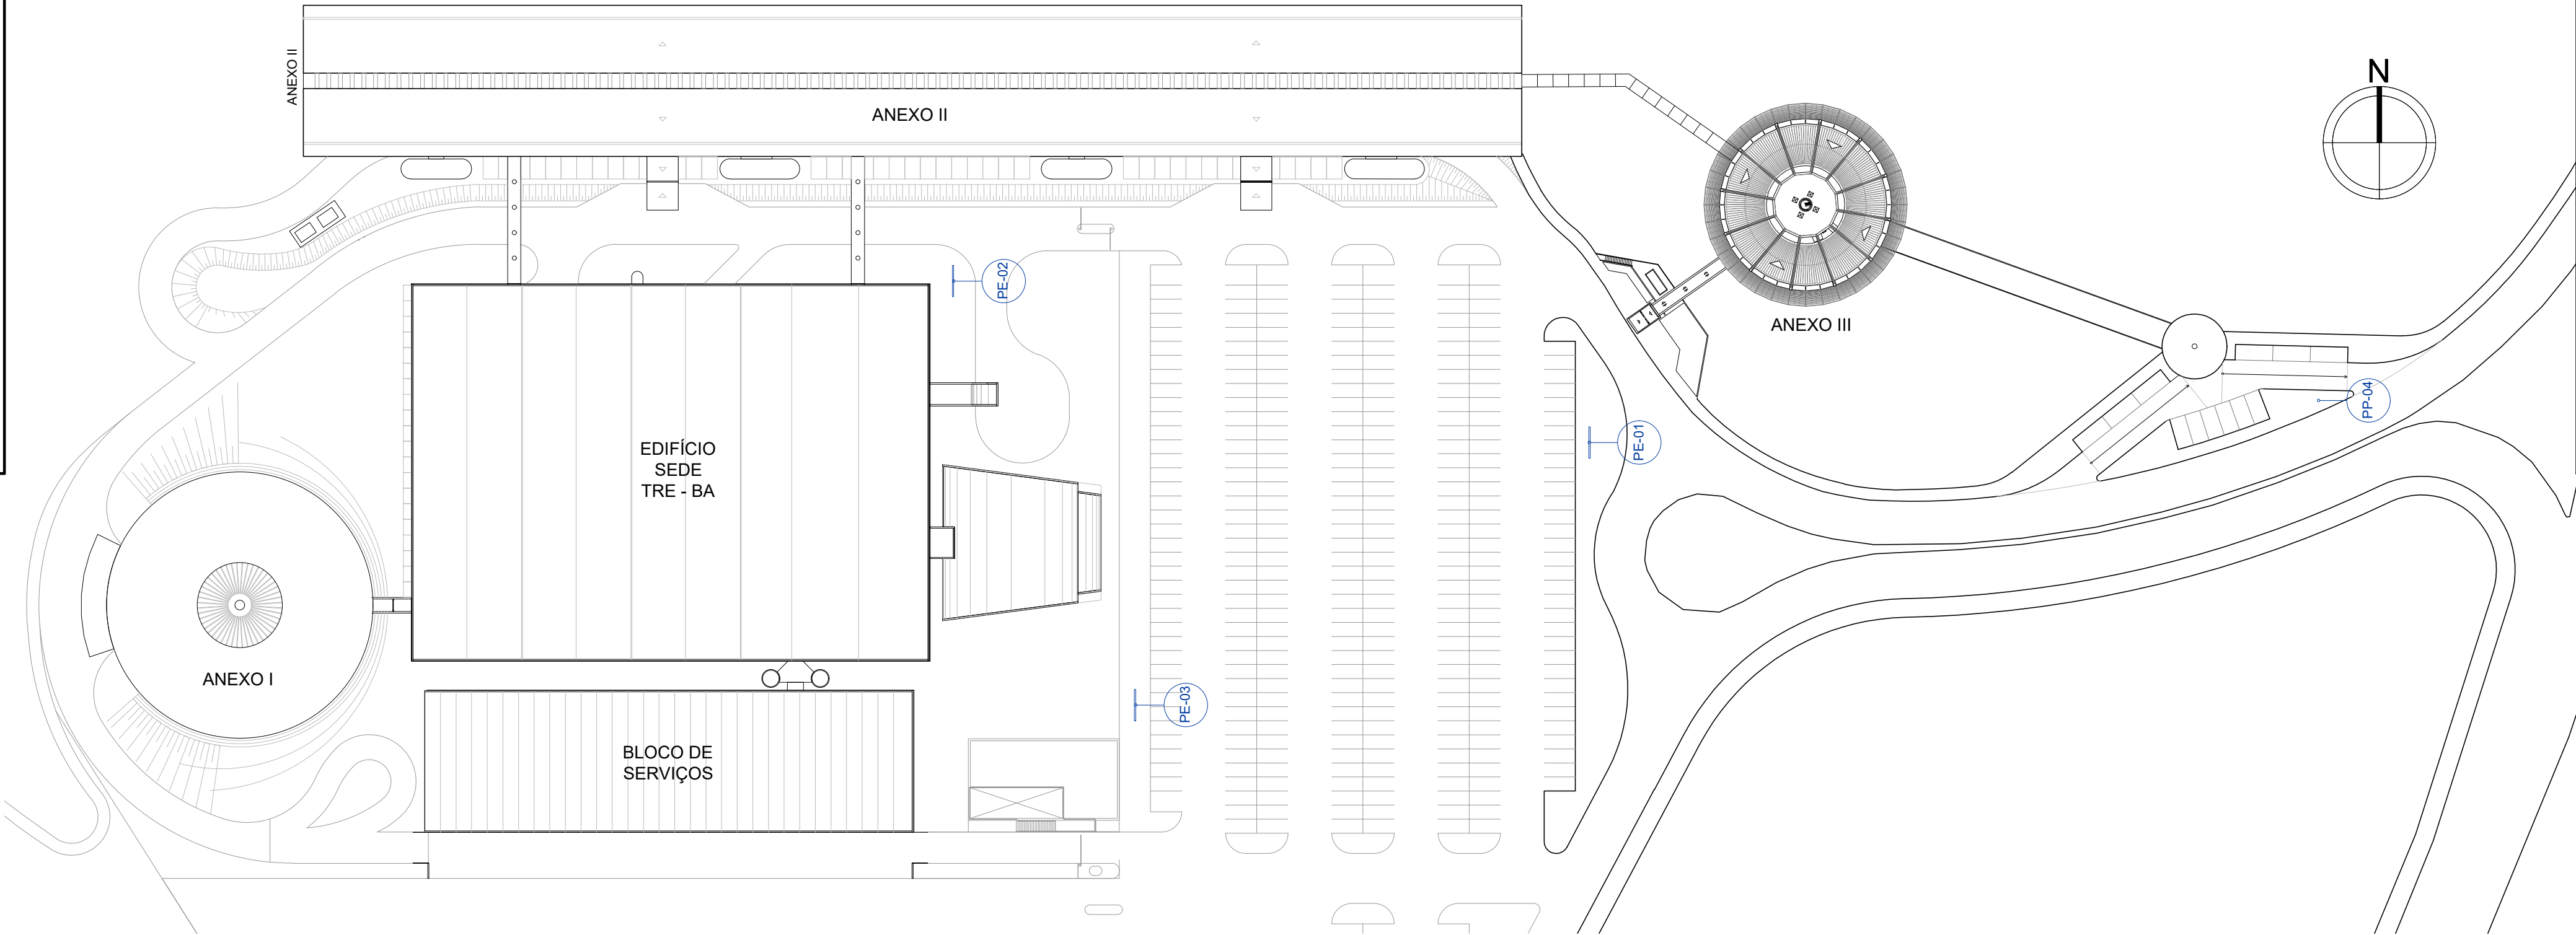 ANEXO II
ANEXO II
N
PE-02
ANEXO III
PP-04
PE-01
EDIFÍCIO
SEDE
TRE - BA
ANEXO I
PE-03
BLOCO DE
SERVIÇOS